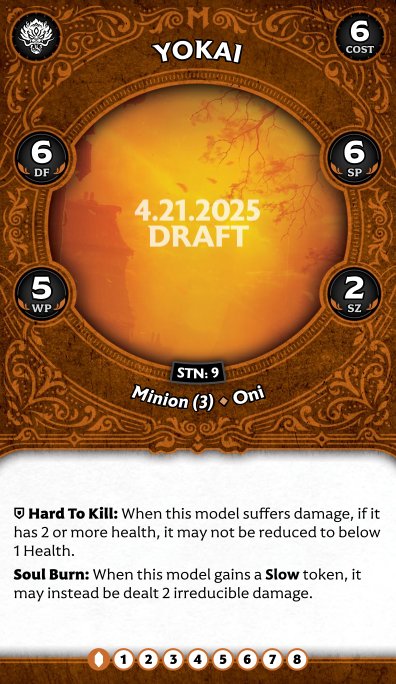 YOKAI
6
COST
6
DF
6
SP
4.21.2025
DRAFT
5
WP
2
SZ
STN: 9
Minion (3) ⬥ Oni
Hard To Kill: When this model suffers damage, if it
has 2 or more health, it may not be reduced to below
1 Health.
Soul Burn: When this model gains a Slow token, it
may instead be dealt 2 irreducible damage.
1 2 3 4 5 6 7 8